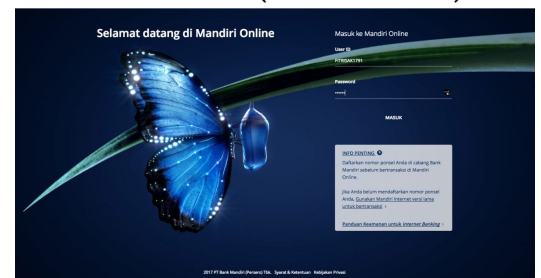 Selamat datang di Mandiri Online
Masuk ke Mandiri Online
User ID
FITRISAK1791
Password
•••••
MASUK
INFO PENTING
Daftarkan nomor ponsel Anda di cabang Bank
Mandiri sebelum bertransaksi di Mandiri
Online.
Jika Anda belum mendaftarkan nomor ponsel
Anda, Gunakan Mandiri Internet versi lama
untuk bertransaksi ›
Panduan Keamanan untuk Internet Banking ›
2017 PT Bank Mandiri (Persero) Tbk. Syarat & Ketentuan Kebijakan Privasi